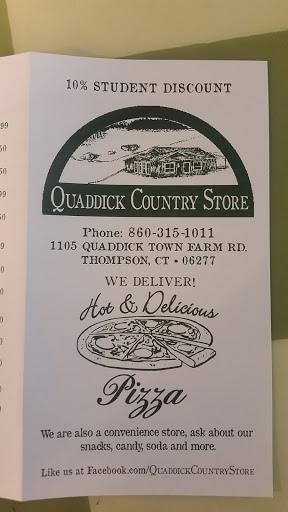 10% STUDENT DISCOUNT
QUADDICK COUNTRY STORE
Phone: 860-315-1011
1105 QUADDICK TOWN FARM RD.
THOMPSON, CT • 06277
WE DELIVER!
Hot & Delicious
Pizza
We are also a convenience store, ask about our
snacks, candy, soda and more.
Like us at Facebook.com/QUADDICKCOUNTRYSTORE